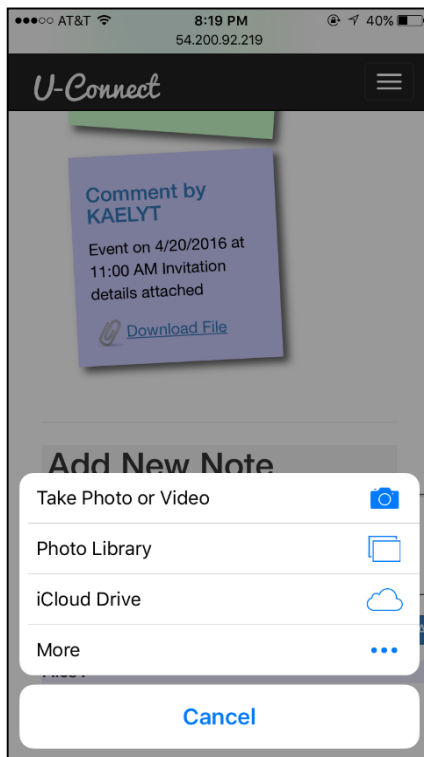 AT&T 8:19 PM 40%
54.200.92.219
U-Connect
Comment by
KAELYT
Event on 4/20/2016 at
11:00 AM Invitation
details attached
Download File
Add New Note
Take Photo or Video
Photo Library
iCloud Drive
More
Cancel